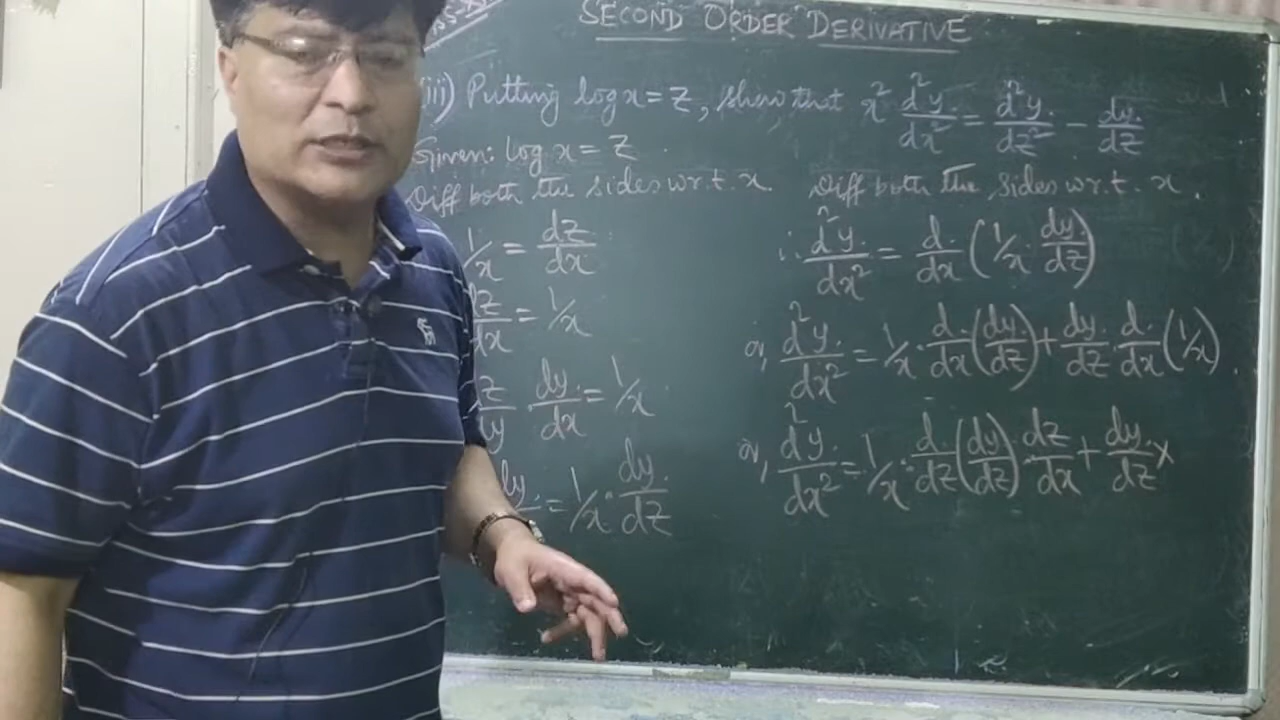 SECOND ORDER DERIVATIVE
(iii) Putting log x = z, show that x² d²y/dx² = d²y/dz² - dy/dz
Given: log x = z.
Diff both the sides w.r.t. x.
1/x = dz/dx
dz/dx = 1/x
dz/dy . dy/dx = 1/x
dy = 1/x . dy/dz
Diff both the sides w.r.t. x.
∴ d²y/dx² = d/dx (1/x . dy/dz)
or, d²y/dx² = 1/x . d/dx (dy/dz) + dy/dz . d/dx (1/x).
or, d²y/dx² = 1/x . d/dz (dy/dz) . dz/dx + dy/dz x